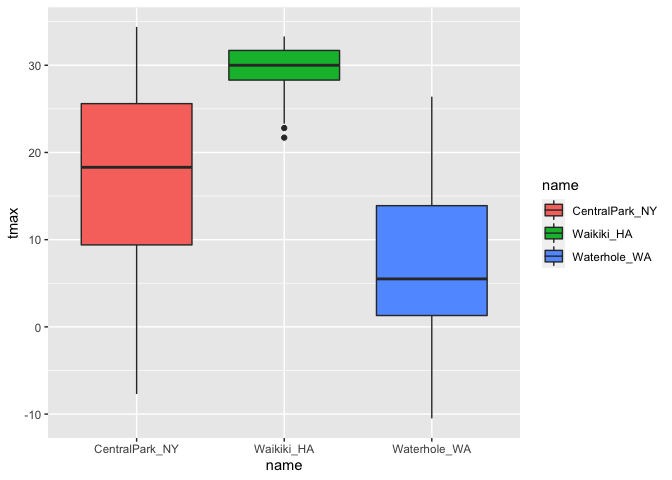 30
20
10
0
-10
tmax
CentralPark_NY
Waikiki_HA
Waterhole_WA
name
name
CentralPark_NY
Waikiki_HA
Waterhole_WA